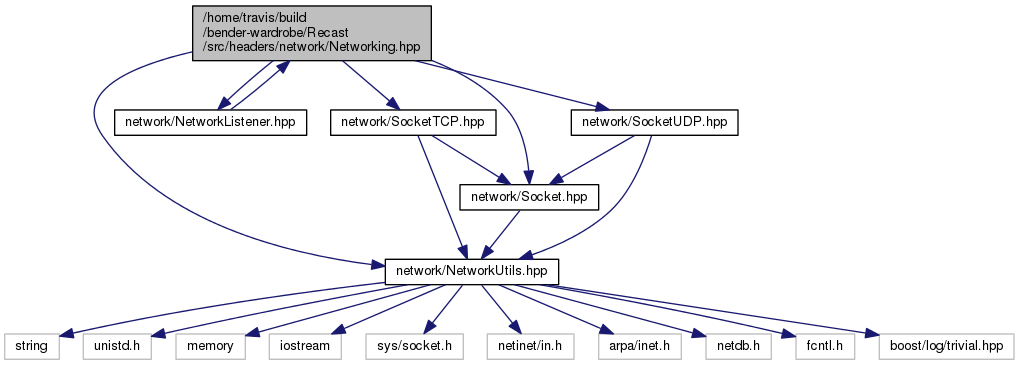 /home/travis/build
/bender-wardrobe/Recast
/src/headers/network/Networking.hpp
network/NetworkListener.hpp
network/SocketTCP.hpp
network/SocketUDP.hpp
network/Socket.hpp
network/NetworkUtils.hpp
string
unistd.h
memory
iostream
sys/socket.h
netinet/in.h
arpa/inet.h
netdb.h
fcntl.h
boost/log/trivial.hpp